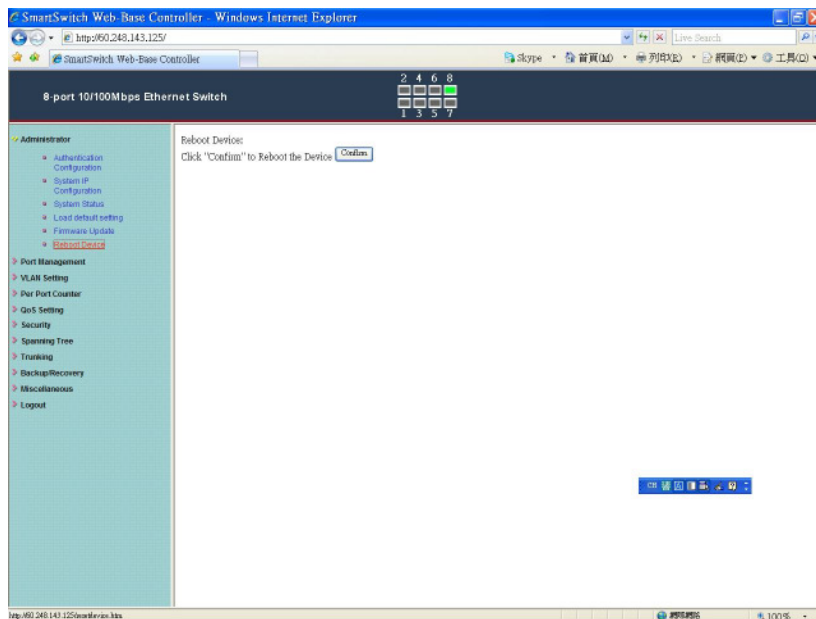 SmartSwitch Web-Base Controller - Windows Internet Explorer
http://60.248.143.125/
Live Search
SmartSwitch Web-Base Controller
Skype
首頁(M)
列印(R)
網頁(P)
工具(O)
8-port 10/100Mbps Ethernet Switch
2 4 6 8
1 3 5 7
Administrator
Authentication
Configuration
System IP
Configuration
System Status
Load default setting
Firmware Update
Reboot Device
Port Management
VLAN Setting
Per Port Counter
QoS Setting
Security
Spanning Tree
Trunking
Backup/Recovery
Miscellaneous
Logout
Reboot Device:
Click "Confirm" to Reboot the Device
Confirm
CH
100%